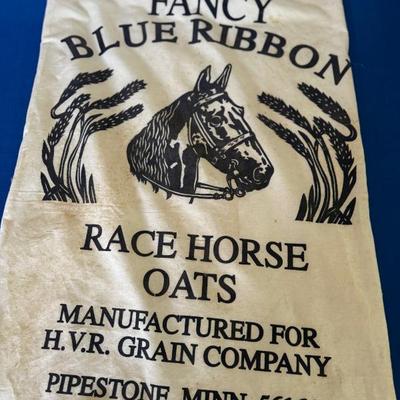 FANCY
BLUE RIBBON
RACE HORSE
OATS
MANUFACTURED FOR
H.V.R. GRAIN COMPANY
PIPESTONE, MINN.